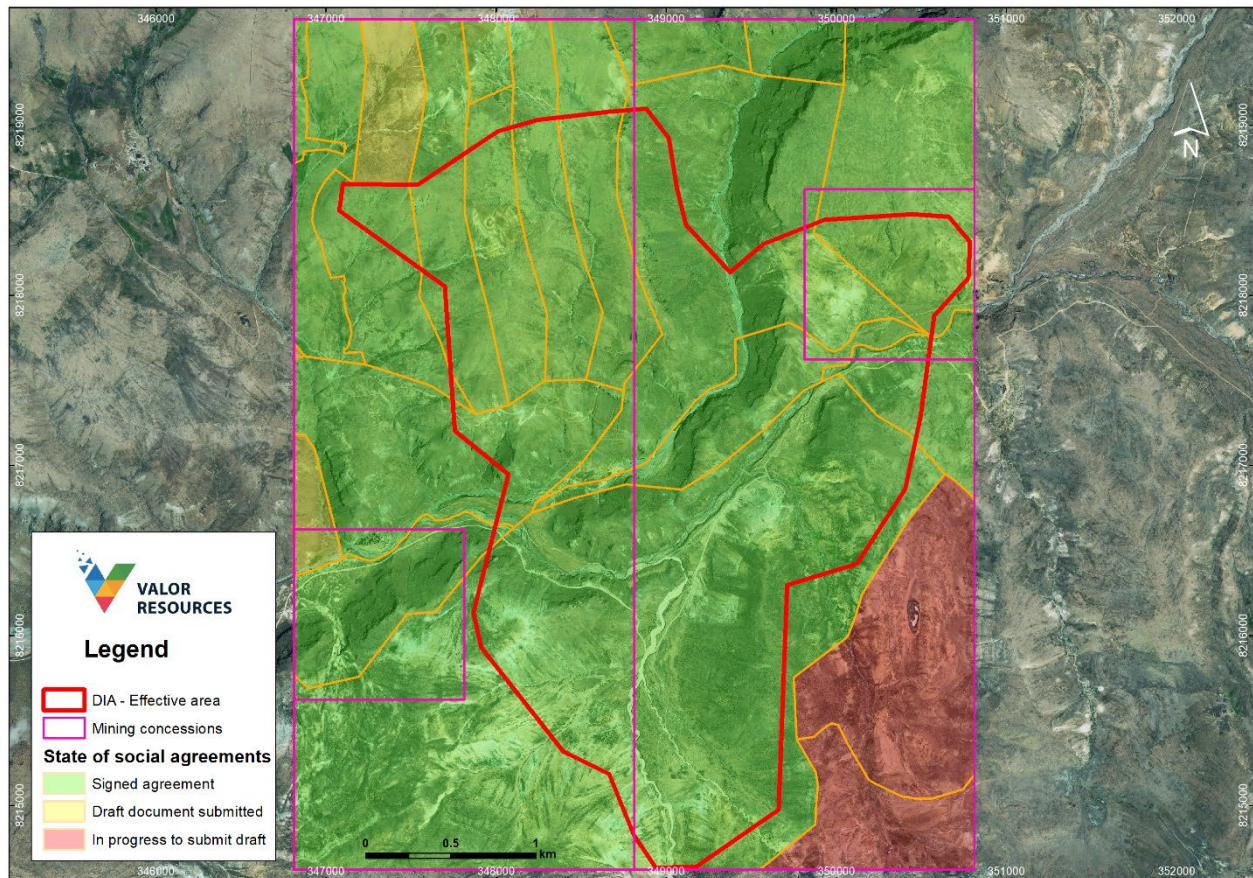 346000 347000 348000 349000 350000 351000 352000
8219000 8219000
N
8218000 8218000
8217000 8217000
8216000 8216000
8215000 8215000
VALOR
RESOURCES
Legend
DIA - Effective area
Mining concessions
State of social agreements
Signed agreement
Draft document submitted
In progress to submit draft
0 0.5 1
km
346000 347000 348000 349000 350000 351000 352000